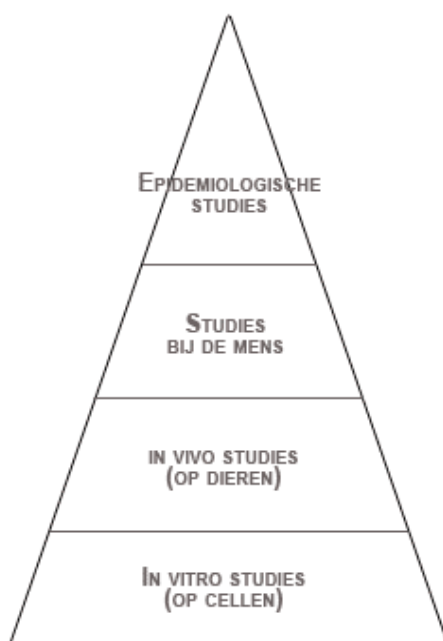 Epidemiologische
studies
Studies
bij de mens
in vivo studies
(op dieren)
In vitro studies
(op cellen)